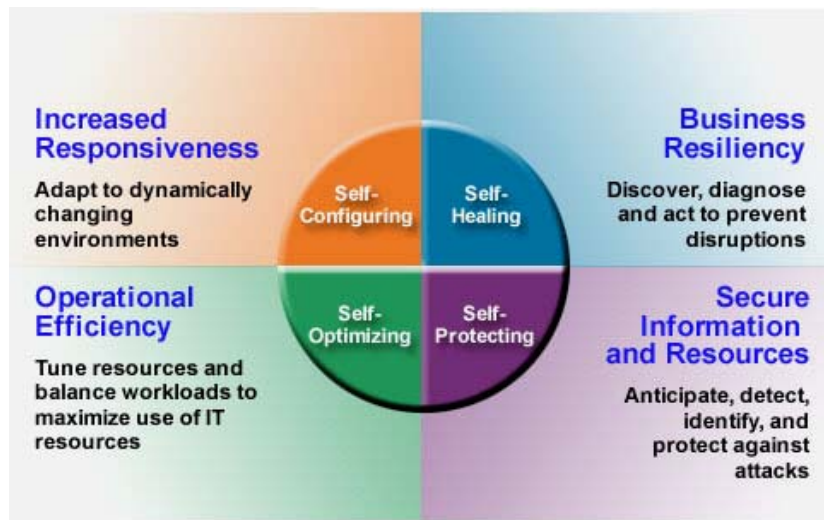 Increased
Responsiveness
Adapt to dynamically
changing
environments
Self-
Configuring
Self-
Healing
Business
Resiliency
Discover, diagnose
and act to prevent
disruptions
Operational
Efficiency
Tune resources and
balance workloads to
maximize use of IT
resources
Self-
Optimizing
Self-
Protecting
Secure
Information
and Resources
Anticipate, detect,
identify, and
protect against
attacks